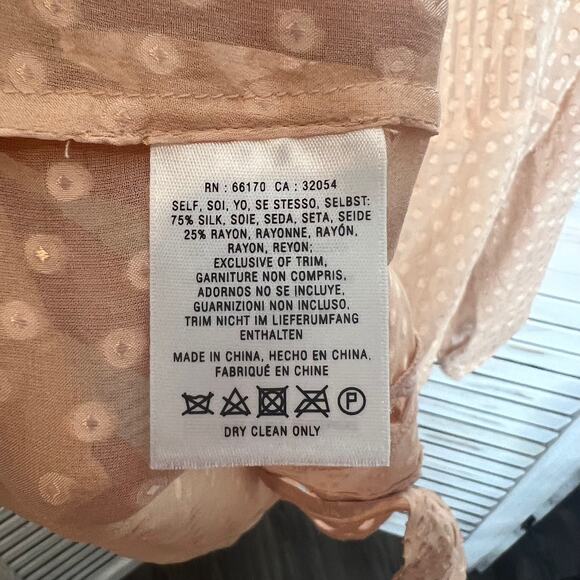 RN : 66170 CA : 32054
SELF, SOI, YO, SE STESSO, SELBST:
75% SILK, SOIE, SEDA, SETA, SEIDE
25% RAYON, RAYONNE, RAYÓN,
RAYON, REYON;
EXCLUSIVE OF TRIM,
GARNITURE NON COMPRIS,
ADORNOS NO SE INCLUYE,
GUARNIZIONI NON INCLUSO,
TRIM NICHT IM LIEFERUMFANG
ENTHALTEN
MADE IN CHINA, HECHO EN CHINA,
FABRIQUÉ EN CHINE
P
DRY CLEAN ONLY